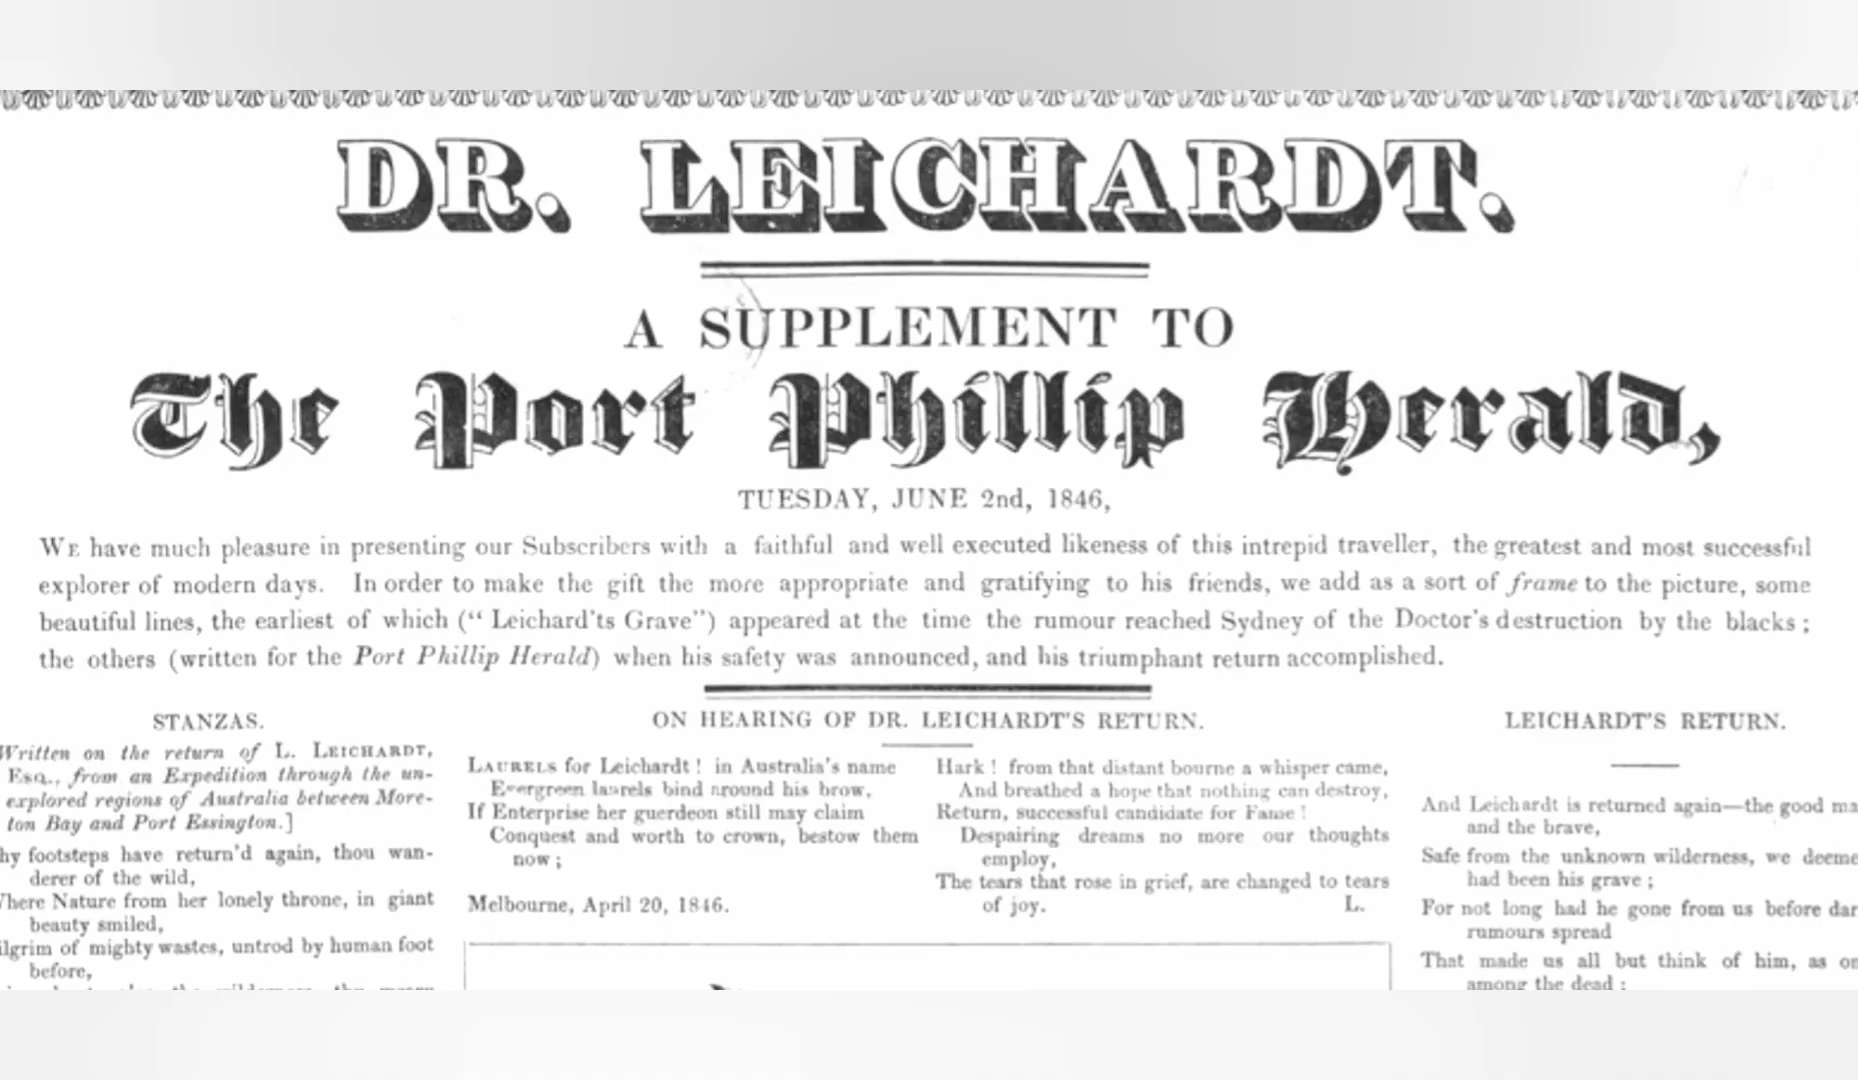 DR. LEICHARDT.
A SUPPLEMENT TO
The Port Phillip Herald,
TUESDAY, JUNE 2nd, 1846,
WE have much pleasure in presenting our Subscribers with a faithful and well executed likeness of this intrepid traveller, the greatest and most successful
explorer of modern days. In order to make the gift the more appropriate and gratifying to his friends, we add as a sort of frame to the picture, some
beautiful lines, the earliest of which (“ Leichard'ts Grave”) appeared at the time the rumour reached Sydney of the Doctor's destruction by the blacks ;
the others (written for the Port Phillip Herald) when his safety was announced, and his triumphant return accomplished.
STANZAS.
Written on the return of L. LEICHARDT,
Esq., from an Expedition through the un-
explored regions of Australia between More-
ton Bay and Port Essington.]
hy footsteps have return'd again, thou wan-
derer of the wild,
here Nature from her lonely throne, in giant
beauty smiled,
ilgrim of mighty wastes, untrod by human foot
before,
ON HEARING OF DR. LEICHARDT'S RETURN.
LAURELS for Leichardt ! in Australia's name
Evergreen laurels bind around his brow,
If Enterprise her guerdeon still may claim
Conquest and worth to crown, bestow them
now ;
Melbourne, April 20, 1846.
Hark ! from that distant bourne a whisper came,
And breathed a hope that nothing can destroy,
Return, successful candidate for Fame !
Despairing dreams no more our thoughts
employ,
The tears that rose in grief, are changed to tears
of joy. L.
LEICHARDT'S RETURN.
And Leichardt is returned again—the good ma
and the brave,
Safe from the unknown wilderness, we deeme
had been his grave ;
For not long had he gone from us before dar
rumours spread
That made us all but think of him, as on
among the dead :